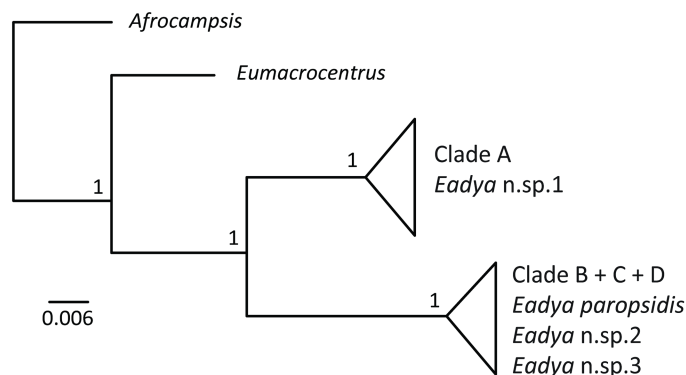 Afrocampsis
Eumacrocentrus
1
Clade A
Eadya n.sp.1
1
1
Clade B + C + D
1
Eadya paropsidis
0.006
Eadya n.sp.2
Eadya n.sp.3